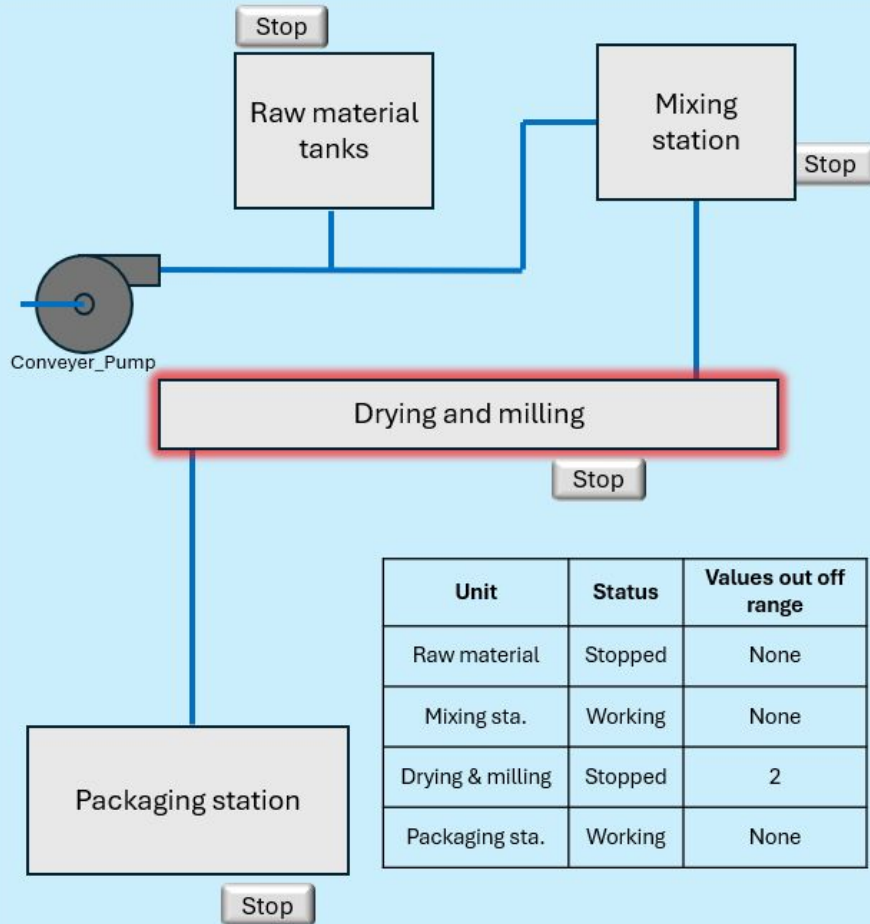 Stop
Raw material
tanks
Mixing
station
Stop
Conveyer_Pump
Drying and milling
Stop
Unit Status Values out off
range
Raw material Stopped None
Mixing sta. Working None
Drying & milling Stopped 2
Packaging sta. Working None
Packaging station
Stop